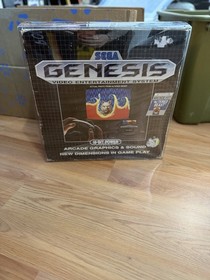 SEGA
GENESIS
VIDEO ENTERTAINMENT SYSTEM
16-BIT POWER
ARCADE GRAPHICS & SOUND
NEW DIMENSIONS IN GAME PLAY